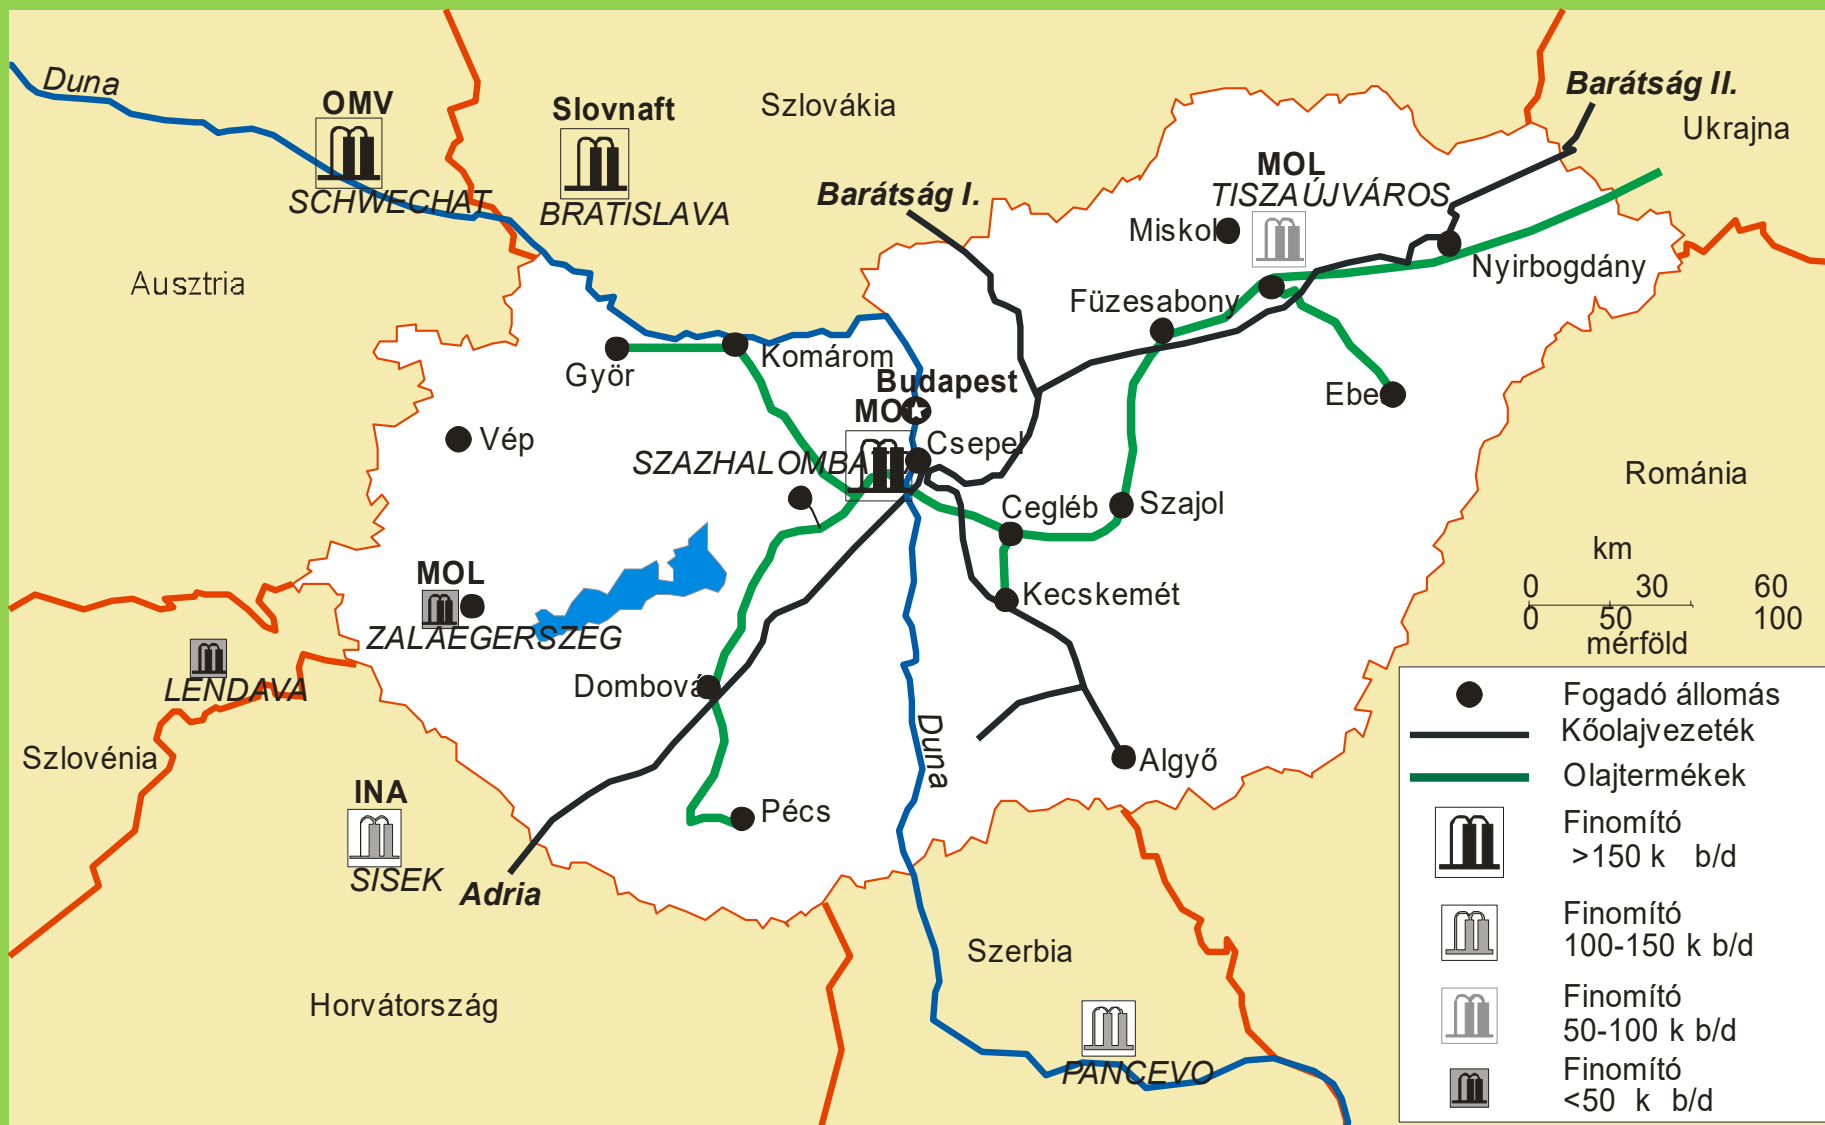 Duna
OMV
SCHWECHAT
Slovnaft
BRATISLAVA
Szlovákia
Barátság I.
Barátság II.
Ukrajna
MOL
TISZAÚJVÁROS
Miskol
Nyirbogdány
Füzesabony
Ausztria
Györ
Komárom
Budapest
MO
Csepel
SZAZHALOMBA
Ebe
Vép
Cegléb
Szajol
Románia
km
0 30 60
0 50 100
mérföld
MOL
ZALAEGERSZEG
Kecskemét
LENDAVA
Dombová
Duna
Algyő
Szlovénia
INA
SISEK
Adria
Pécs
Szerbia
Horvátország
PANCEVO
Fogadó állomás
Kőolajvezeték
Olajtermékek
Finomító
>150 k b/d
Finomító
100-150 k b/d
Finomító
50-100 k b/d
Finomító
<50 k b/d